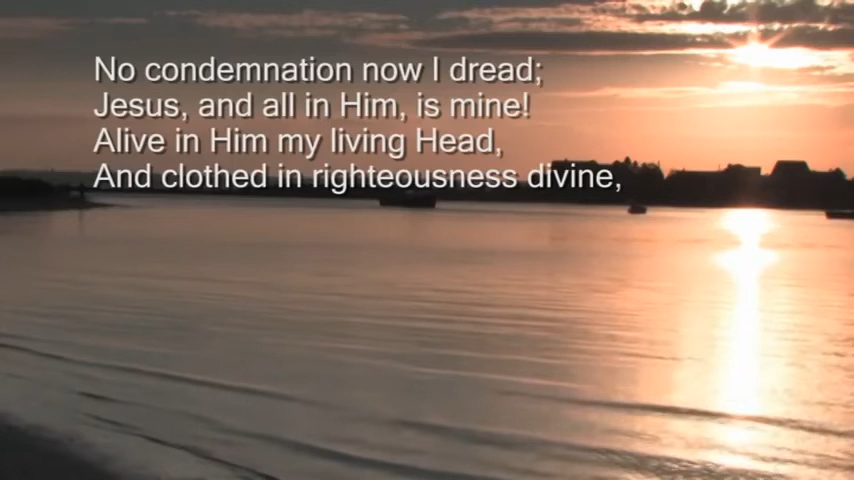 No condemnation now I dread;
Jesus, and all in Him, is mine!
Alive in Him my living Head,
And clothed in righteousness divine,